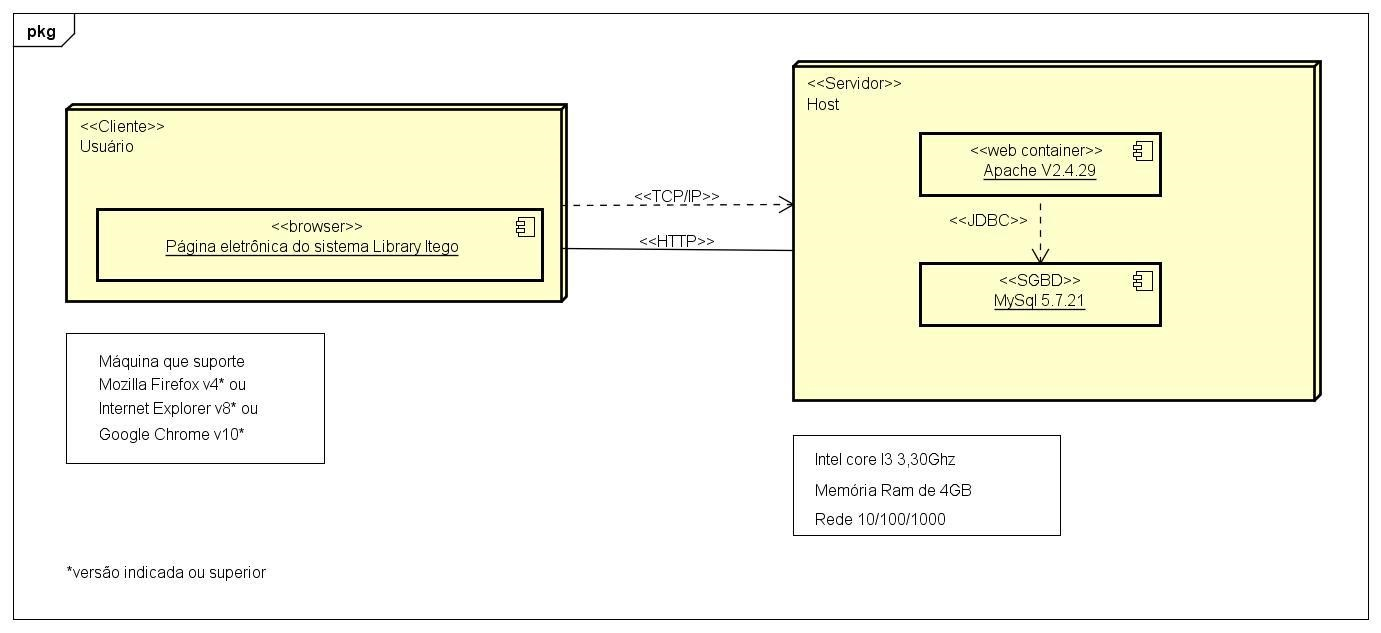 pkg
<<Cliente>>
Usuário
<<browser>>
Página eletrônica do sistema Library Itego
<<TCP/IP>>
<<HTTP>>
<<Servidor>>
Host
<<web container>>
Apache V2.4.29
<<JDBC>>
<<SGBD>>
MySql 5.7.21
Máquina que suporte
Mozilla Firefox v4* ou
Internet Explorer v8* ou
Google Chrome v10*
Intel core I3 3,30Ghz
Memória Ram de 4GB
Rede 10/100/1000
*versão indicada ou superior